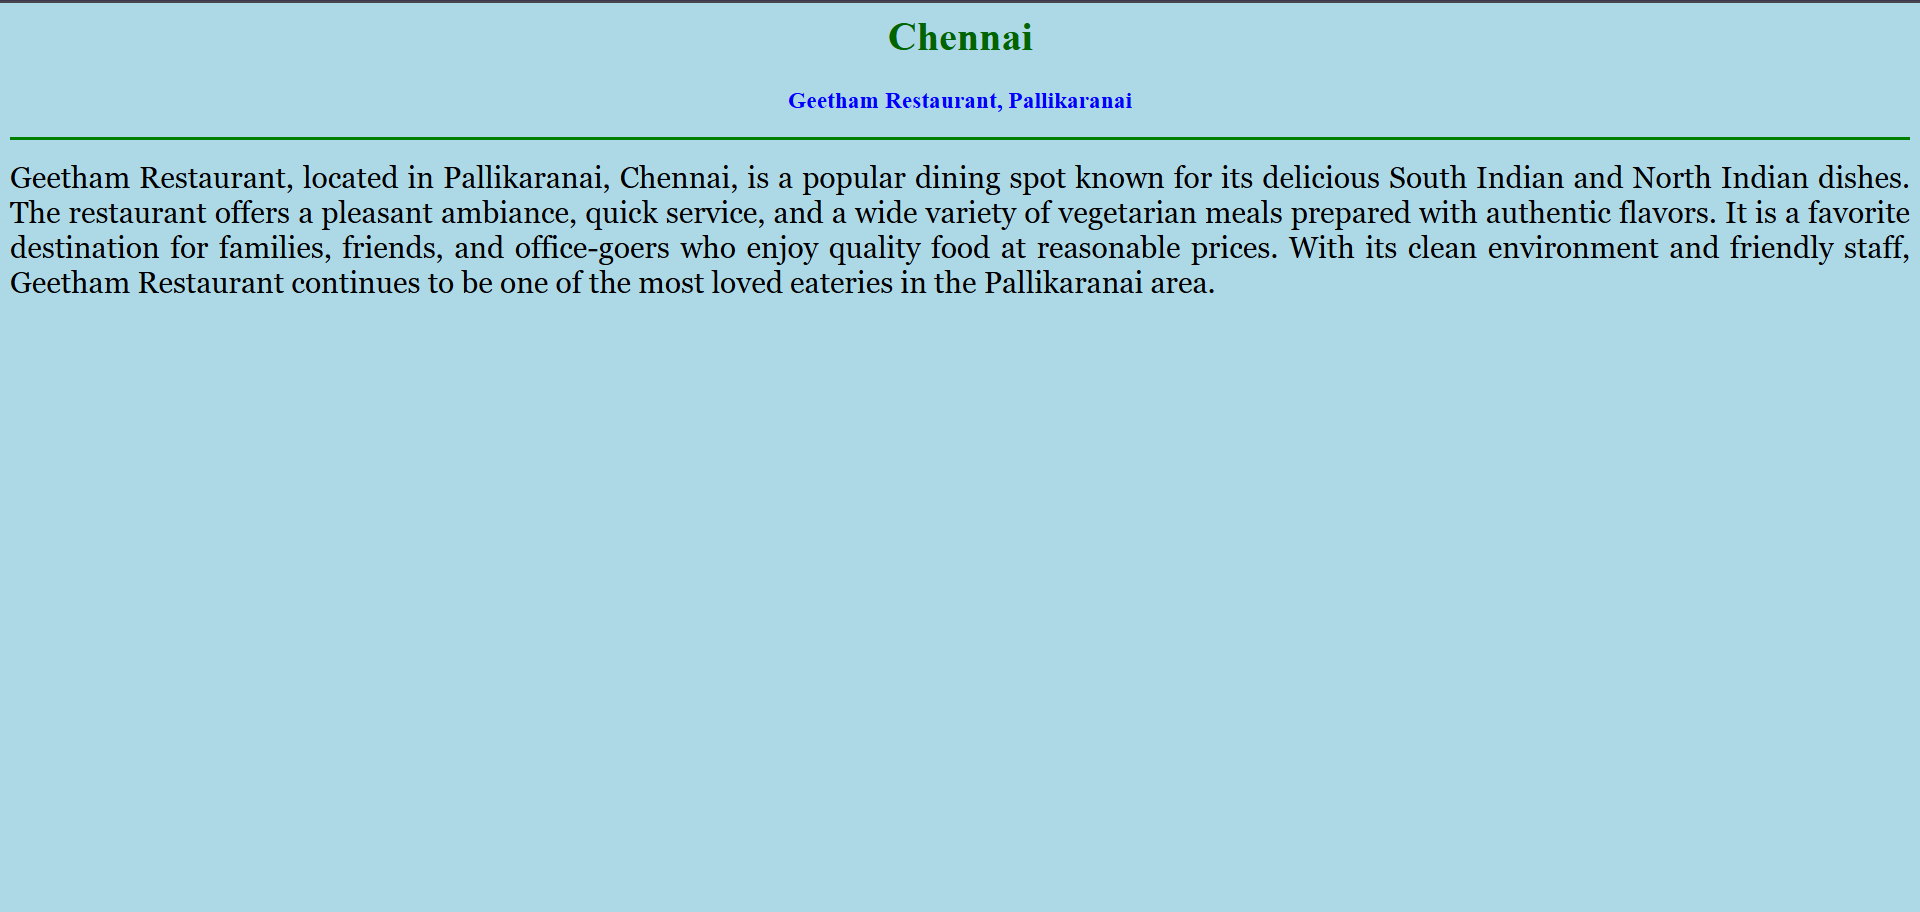 Chennai
Geetham Restaurant, Pallikaranai
Geetham Restaurant, located in Pallikaranai, Chennai, is a popular dining spot known for its delicious South Indian and North Indian dishes.
The restaurant offers a pleasant ambiance, quick service, and a wide variety of vegetarian meals prepared with authentic flavors. It is a favorite
destination for families, friends, and office-goers who enjoy quality food at reasonable prices. With its clean environment and friendly staff,
Geetham Restaurant continues to be one of the most loved eateries in the Pallikaranai area.